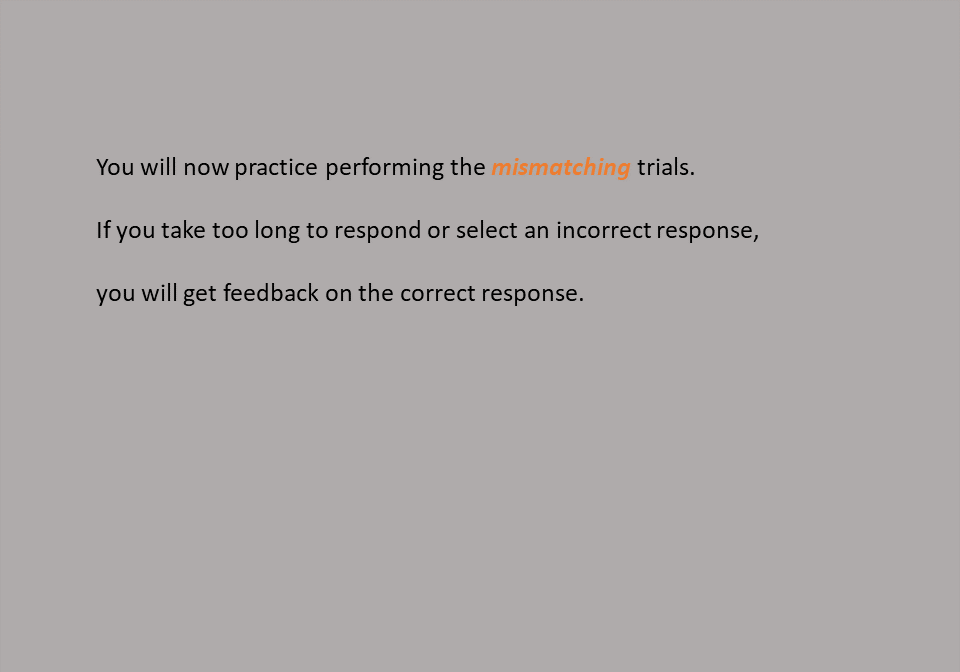 You will now practice performing the mismatching trials.
If you take too long to respond or select an incorrect response,
you will get feedback on the correct response.